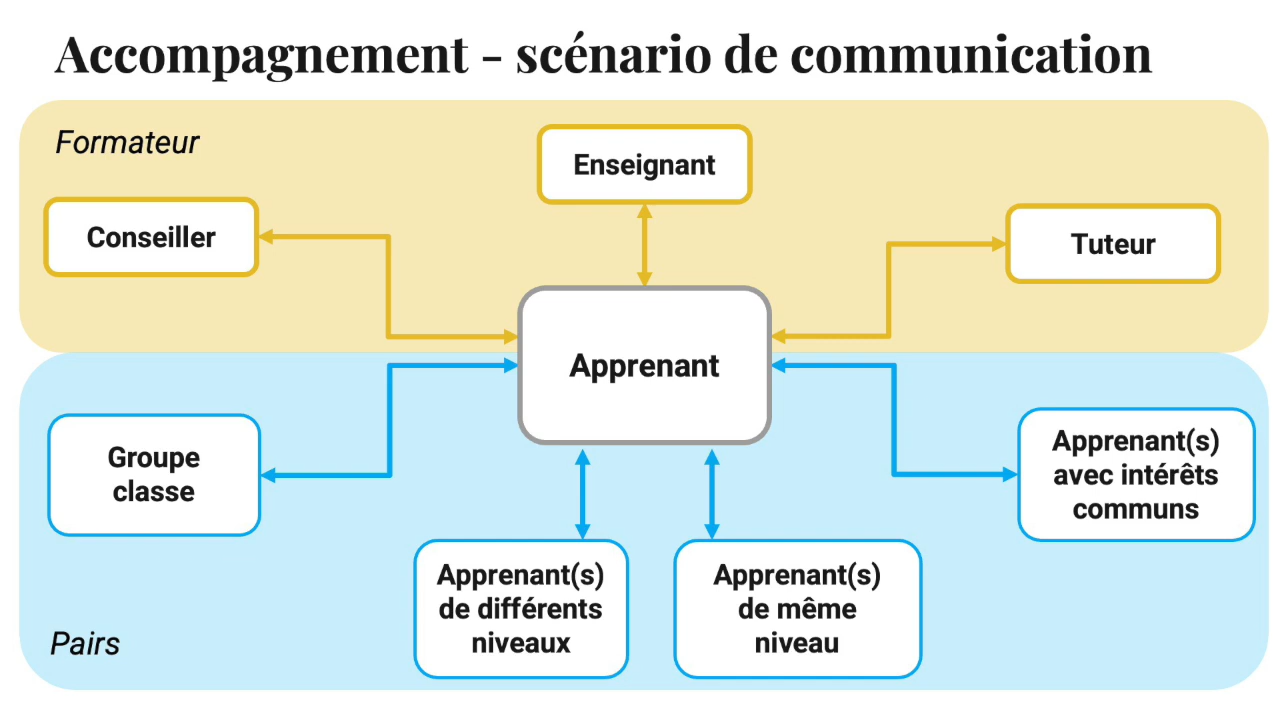 Accompagnement - scénario de communication
Formateur
Enseignant
Conseiller
Tuteur
Apprenant
Groupe
classe
Apprenant(s)
avec intérêts
communs
Apprenant(s)
de différents
niveaux
Apprenant(s)
de même
niveau
Pairs